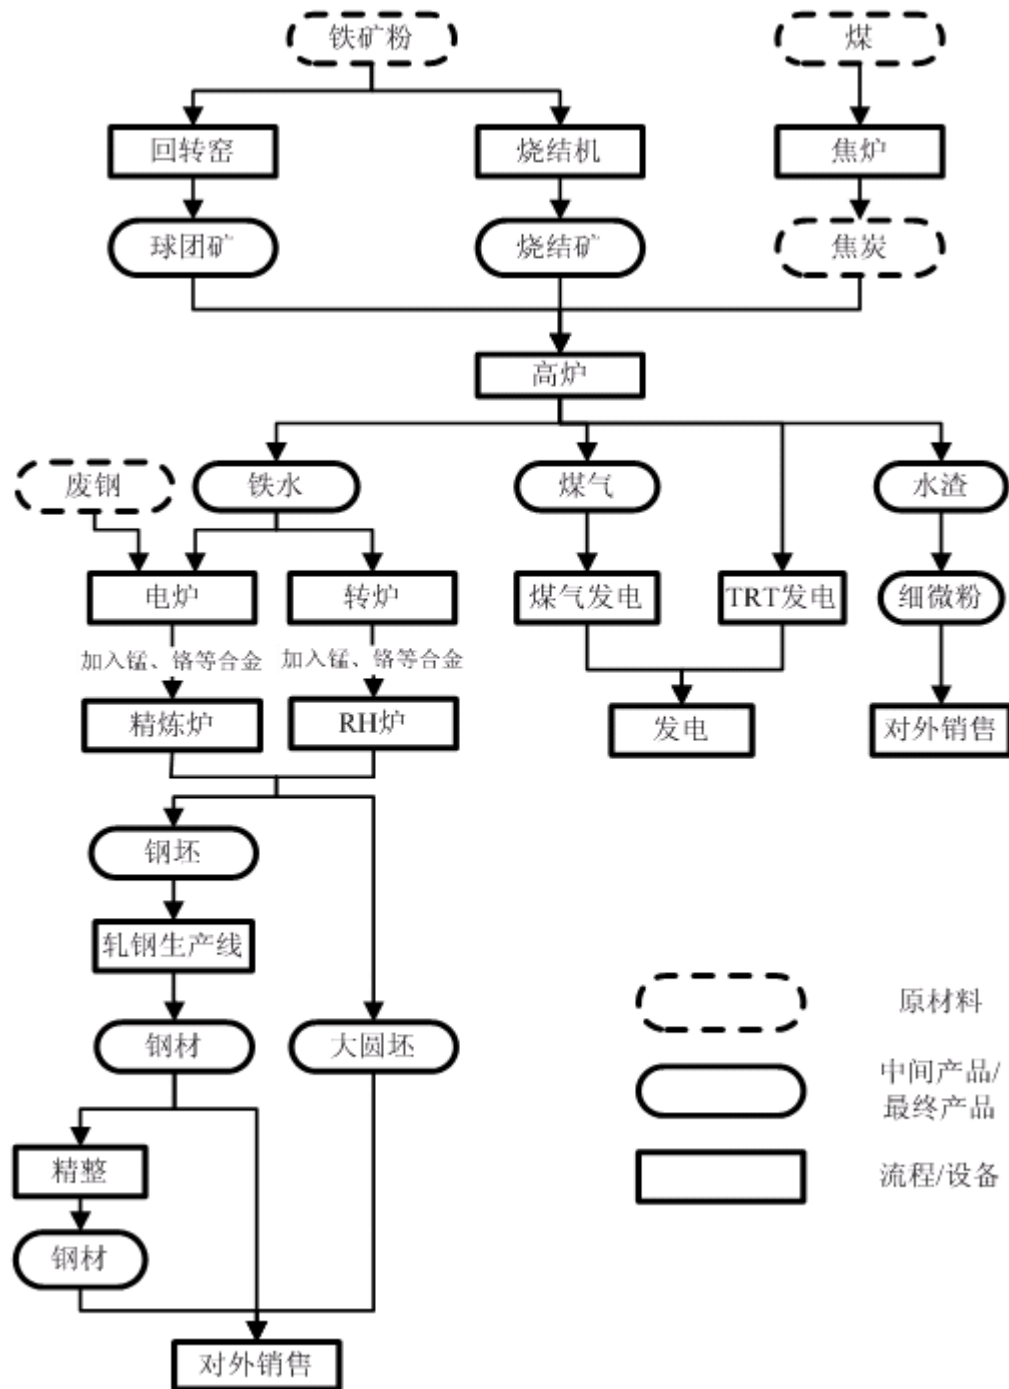 铁矿粉
煤
回转窑
烧结机
焦炉
球团矿
烧结矿
焦炭
高炉
废钢
铁水
煤气
水渣
电炉
转炉
煤气发电
TRT发电
细微粉
加入锰、铬等合金
加入锰、铬等合金
精炼炉
RH炉
发电
对外销售
钢坯
轧钢生产线
钢材
大圆坯
原材料
中间产品/
最终产品
精整
流程/设备
钢材
对外销售